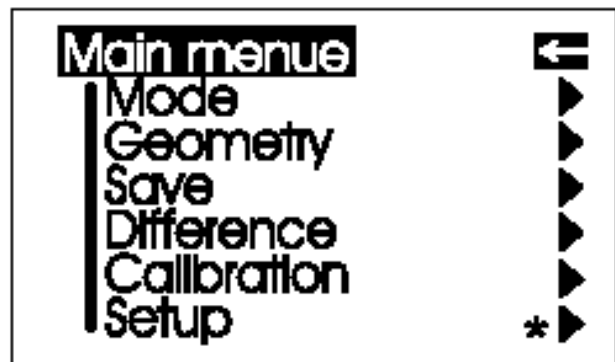 Main menue
Mode
Geometry
Save
Difference
Calibration
Setup *